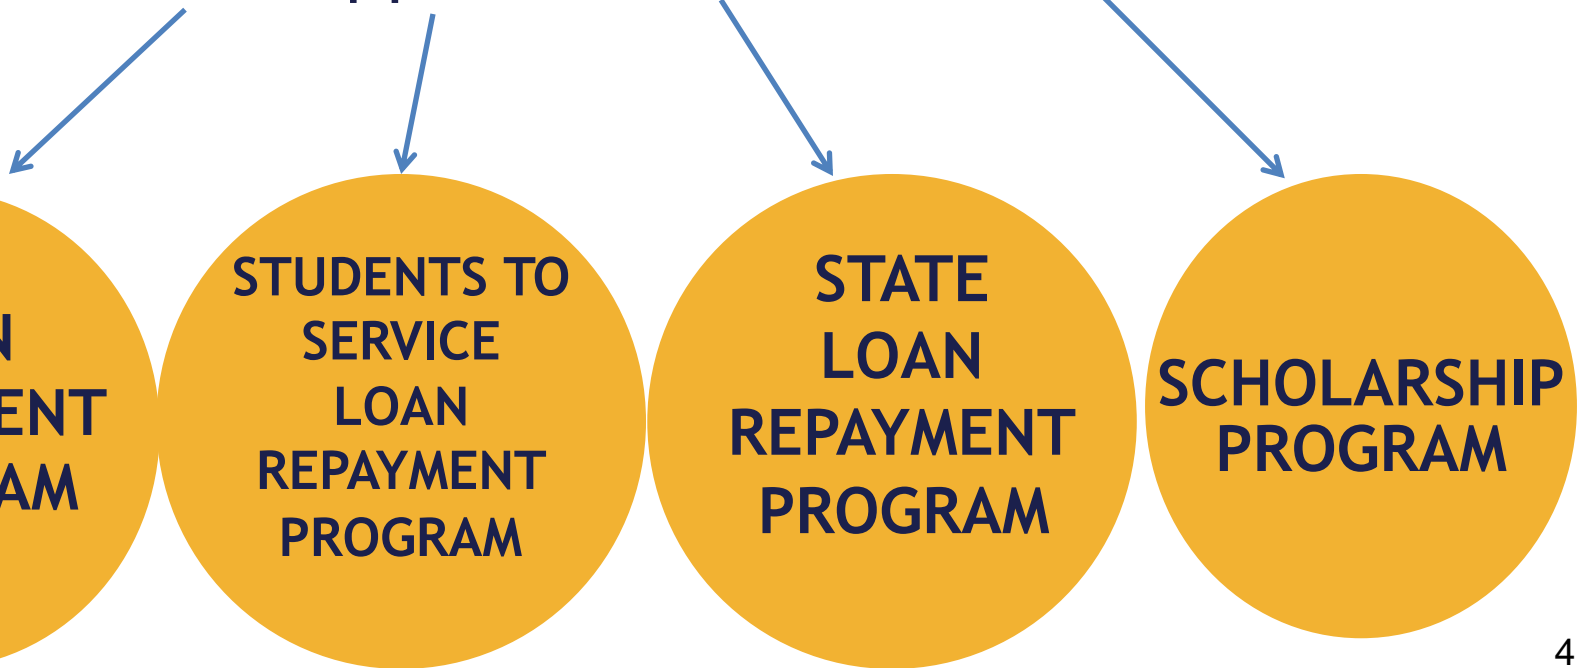 STUDENTS TO
SERVICE
LOAN
REPAYMENT
PROGRAM
STATE
LOAN
REPAYMENT
PROGRAM
SCHOLARSHIP
PROGRAM
4